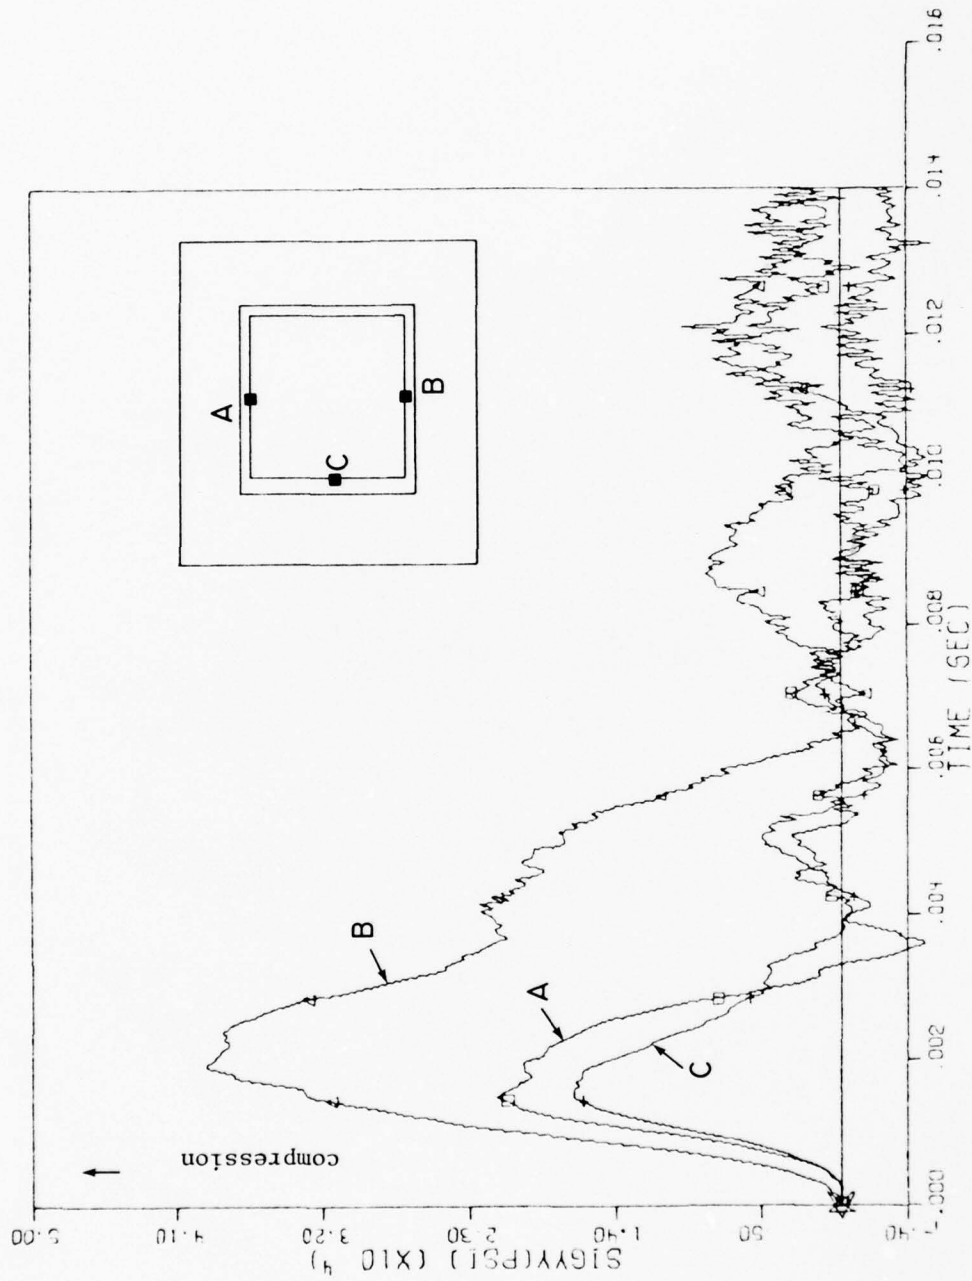 5.00
4.10
3.20
2.30
1.40
.50
-.40
SIGYY(PSI) (X10 4)
compression
B
A
C
A
B
C
.000
.002
.004
.006
.008
.010
.012
.014
.016
TIME (SEC)